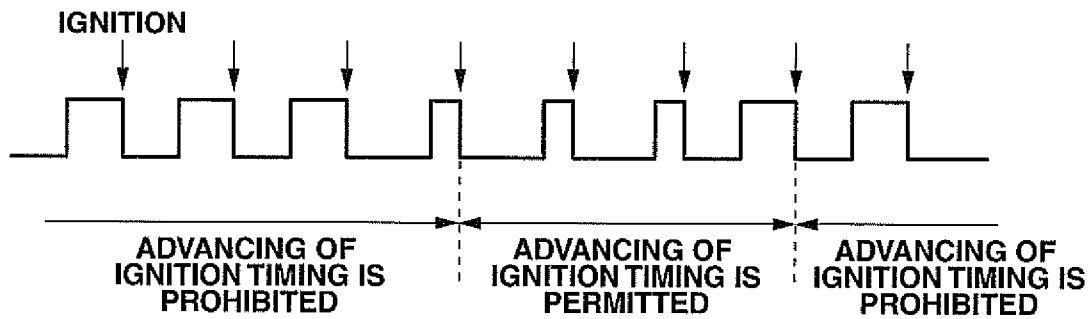 IGNITION
ADVANCING OF
IGNITION TIMING IS
PROHIBITED
ADVANCING OF
IGNITION TIMING IS
PERMITTED
ADVANCING OF
IGNITION TIMING IS
PROHIBITED